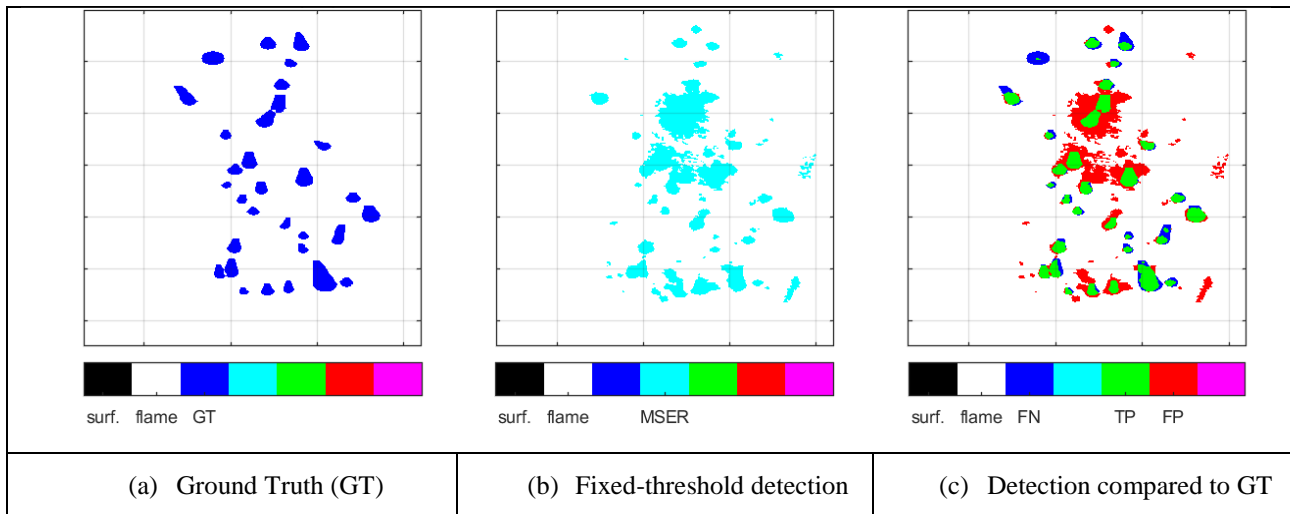 surf. flame GT
surf. flame MSER
surf. flame FN TP FP
(a) Ground Truth (GT)
(b) Fixed-threshold detection
(c) Detection compared to GT